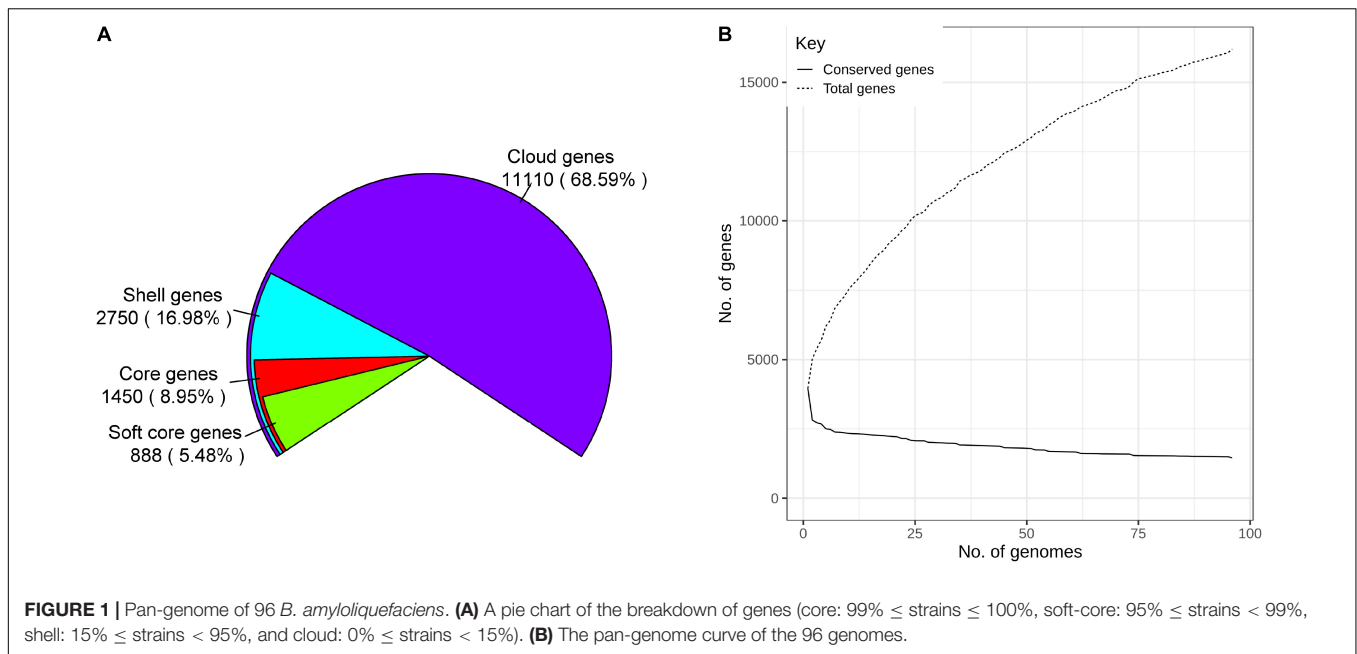 A
Cloud genes
11110 ( 68.59% )
Shell genes
2750 ( 16.98% )
Core genes
1450 ( 8.95% )
Soft core genes
888 ( 5.48% )
B
Key
Conserved genes
Total genes
No. of genes
15000
10000
5000
0
0 25 50 75 100
No. of genomes
FIGURE 1 | Pan-genome of 96 B. amyloliquefaciens. (A) A pie chart of the breakdown of genes (core: 99% ≤ strains ≤ 100%, soft-core: 95% ≤ strains < 99%,
shell: 15% ≤ strains < 95%, and cloud: 0% ≤ strains < 15%). (B) The pan-genome curve of the 96 genomes.